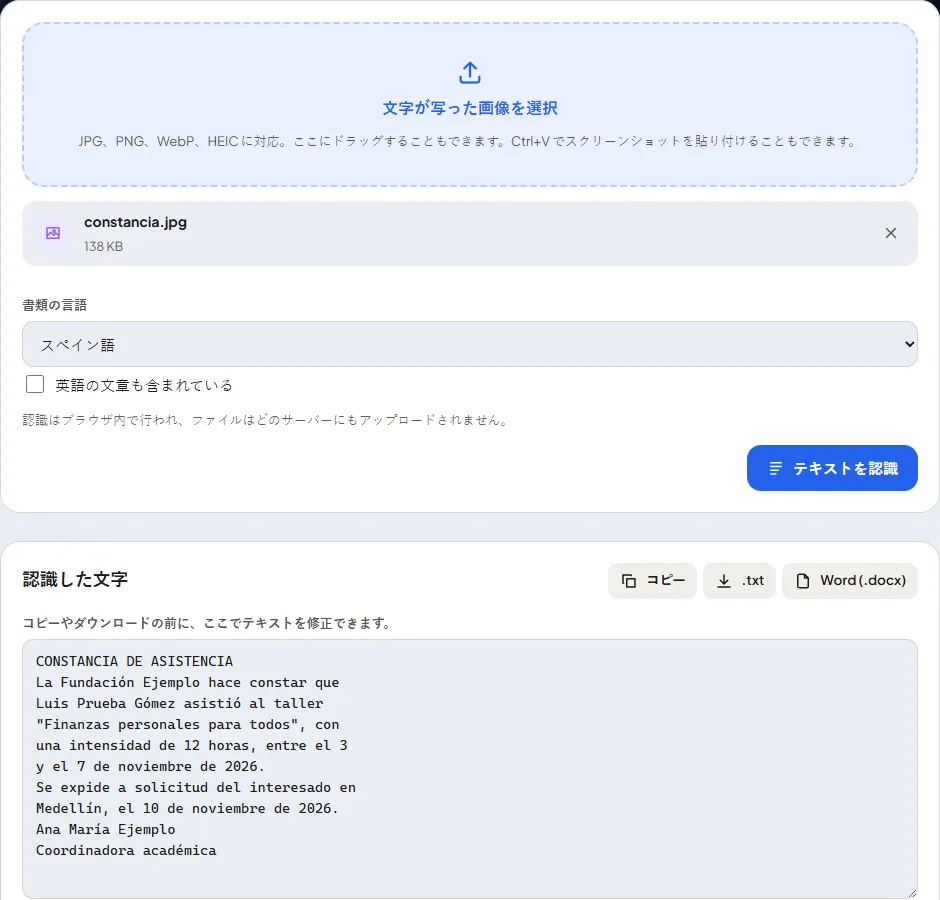 文字が写った画像を選択
JPG、PNG、WebP、HEICに対応。ここにドラッグすることもできます。Ctrl+Vでスクリーンショットを貼り付けることもできます。
constancia.jpg
138 KB
書類の言語
スペイン語
英語の文章も含まれている
認識はブラウザ内で行われ、ファイルはどのサーバーにもアップロードされません。
テキストを認識
認識した文字
コピー
.txt
Word (.docx)
コピーやダウンロードの前に、ここでテキストを修正できます。
CONSTANCIA DE ASISTENCIA
La Fundación Ejemplo hace constar que
Luis Prueba Gómez asistió al taller
"Finanzas personales para todos", con
una intensidad de 12 horas, entre el 3
y el 7 de noviembre de 2026.
Se expide a solicitud del interesado en
Medellín, el 10 de noviembre de 2026.
Ana María Ejemplo
Coordinadora académica